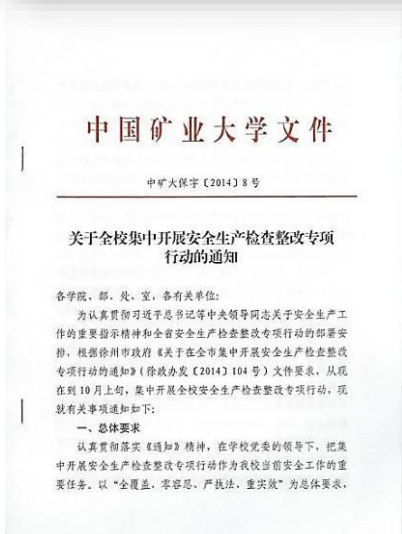 中国矿业大学文件
中矿大保字〔2014〕8号
关于全校集中开展安全生产检查整改专项
行动的通知
各学院、部、处、室，各有关单位:
为认真贯彻习近平总书记等中央领导同志关于安全生产工
作的重要指示精神和全省安全生产检查整改专项行动的部署安
排，根据徐州市政府《关于在全市集中开展安全生产检查整改
专项行动的通知》（徐政办发【2014】104号）文件要求，从现
在到10月上旬，集中开展全校安全生产检查整改专项行动，现
就有关事项通知如下:
一、总体要求
认真贯彻落实《通知》精神，在学校党委的领导下，把集
中开展安全生产检查整改专项行动作为我校当前安全工作的重
要任务。以“全覆盖、零容忍、严执法、重实效”为总体要求，